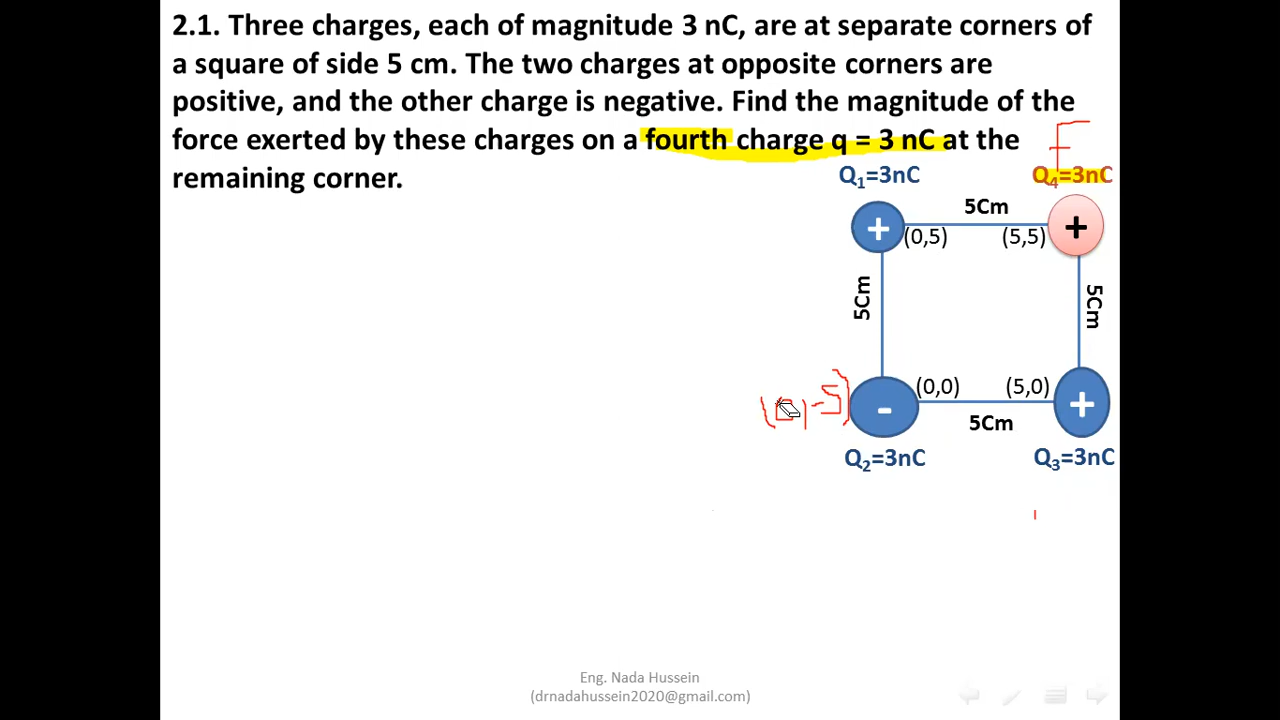 2.1. Three charges, each of magnitude 3 nC, are at separate corners of
a square of side 5 cm. The two charges at opposite corners are
positive, and the other charge is negative. Find the magnitude of the
force exerted by these charges on a fourth charge q = 3 nC at the
remaining corner.
F
Q₁=3nC
Q₄=3nC
5Cm
+
+
(0,5)
(5,5)
5Cm
5Cm
(0,0)
(5,0)
-
+
5Cm
Q₂=3nC
Q₃=3nC
Eng. Nada Hussein
(drnadahussein2020@gmail.com)